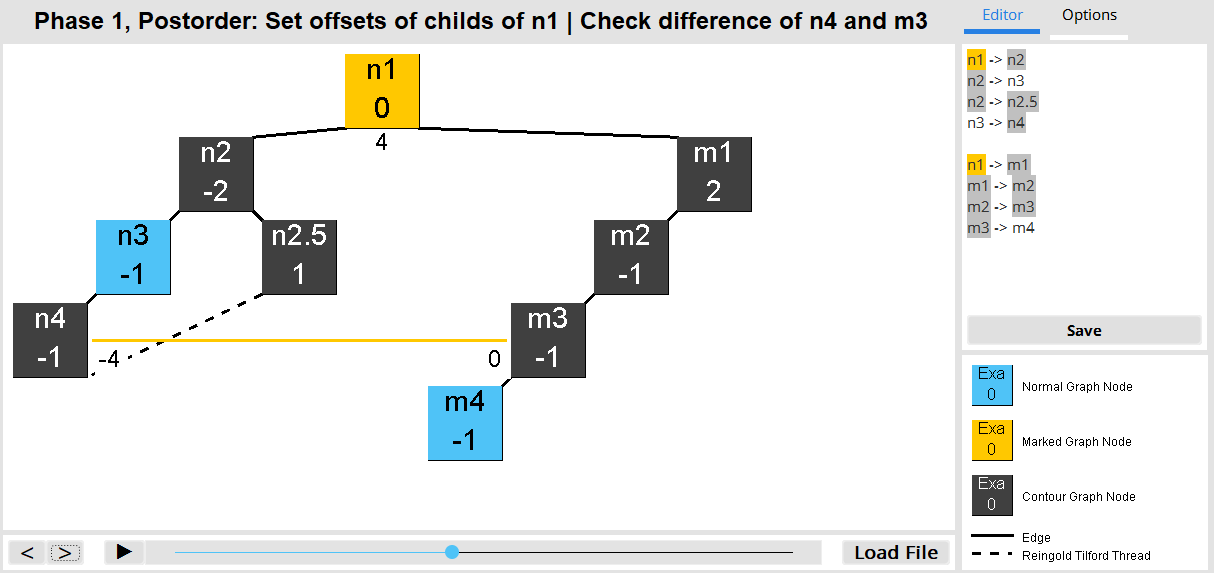 Phase 1, Postorder: Set offsets of childs of n1 | Check difference of n4 and m3
n1
0
4
n2
-2
m1
2
n3
-1
n2.5
1
m2
-1
n4
-1
-4
0
m3
-1
m4
-1
< >
Load File
Editor Options
n1 -> n2
n2 -> n3
n2 -> n2.5
n3 -> n4
n1 -> m1
m1 -> m2
m2 -> m3
m3 -> m4
Save
Exa
0
Normal Graph Node
Exa
0
Marked Graph Node
Exa
0
Contour Graph Node
Edge
Reingold Tilford Thread